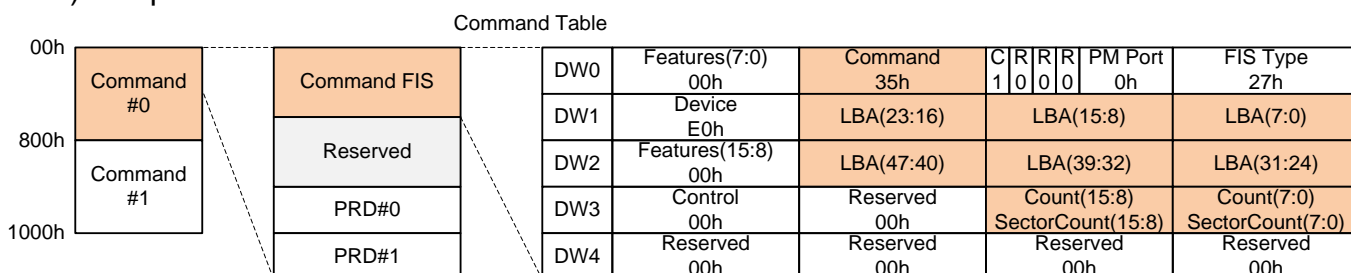 Command Table
00h
Command
#0
800h
Command
#1
1000h
Command FIS
Reserved
PRD#0
PRD#1
DW0
Features(7:0)
00h
Command
35h
C R R R PM Port
1 0 0 0 0h
FIS Type
27h
DW1
Device
E0h
LBA(23:16)
LBA(15:8)
LBA(7:0)
DW2
Features(15:8)
00h
LBA(47:40)
LBA(39:32)
LBA(31:24)
DW3
Control
00h
Reserved
00h
Count(15:8)
SectorCount(15:8)
Count(7:0)
SectorCount(7:0)
DW4
Reserved
00h
Reserved
00h
Reserved
00h
Reserved
00h